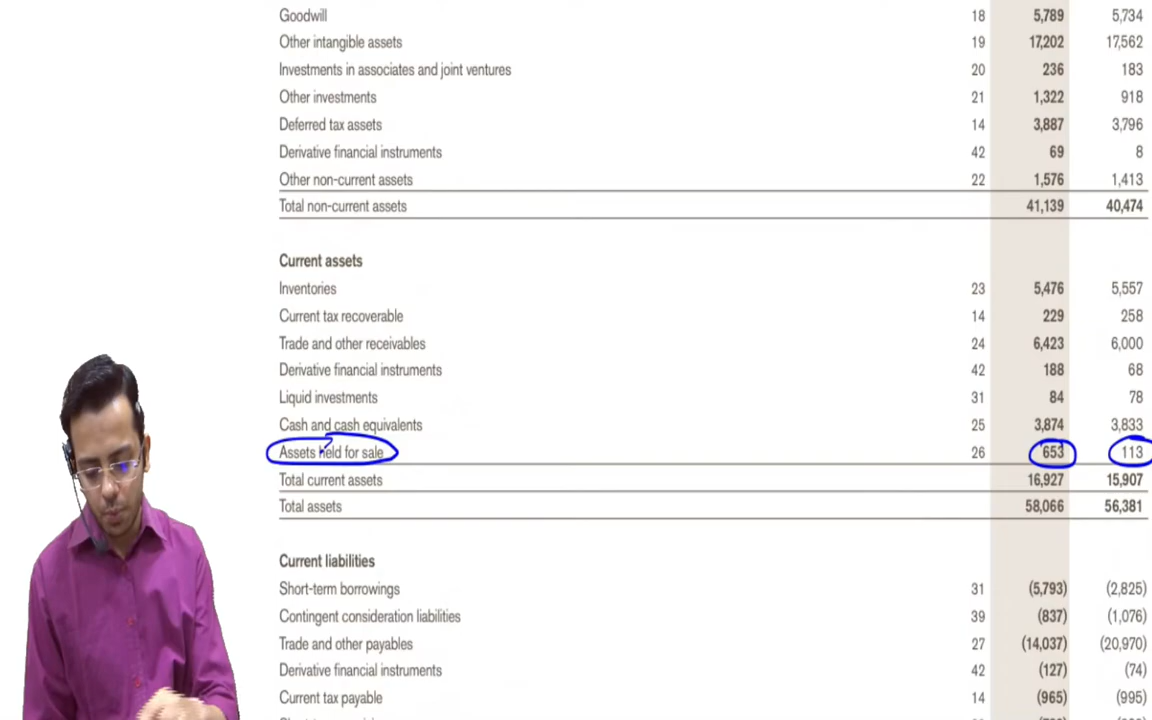 Goodwill 18 5,789 5,734
Other intangible assets 19 17,202 17,562
Investments in associates and joint ventures 20 236 183
Other investments 21 1,322 918
Deferred tax assets 14 3,887 3,796
Derivative financial instruments 42 69 8
Other non-current assets 22 1,576 1,413
Total non-current assets 41,139 40,474
Current assets
Inventories 23 5,476 5,557
Current tax recoverable 14 229 258
Trade and other receivables 24 6,423 6,000
Derivative financial instruments 42 188 68
Liquid investments 31 84 78
Cash and cash equivalents 25 3,874 3,833
Assets held for sale 26 653 113
Total current assets 16,927 15,907
Total assets 58,066 56,381
Current liabilities
Short-term borrowings 31 (5,793) (2,825)
Contingent consideration liabilities 39 (837) (1,076)
Trade and other payables 27 (14,037) (20,970)
Derivative financial instruments 42 (127) (74)
Current tax payable 14 (965) (995)